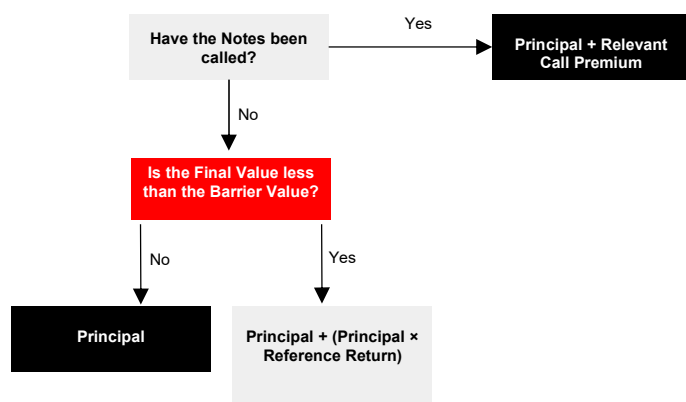 Have the Notes been
called?
Yes
Principal + Relevant
Call Premium
No
Is the Final Value less
than the Barrier Value?
No
Yes
Principal
Principal + (Principal ×
Reference Return)